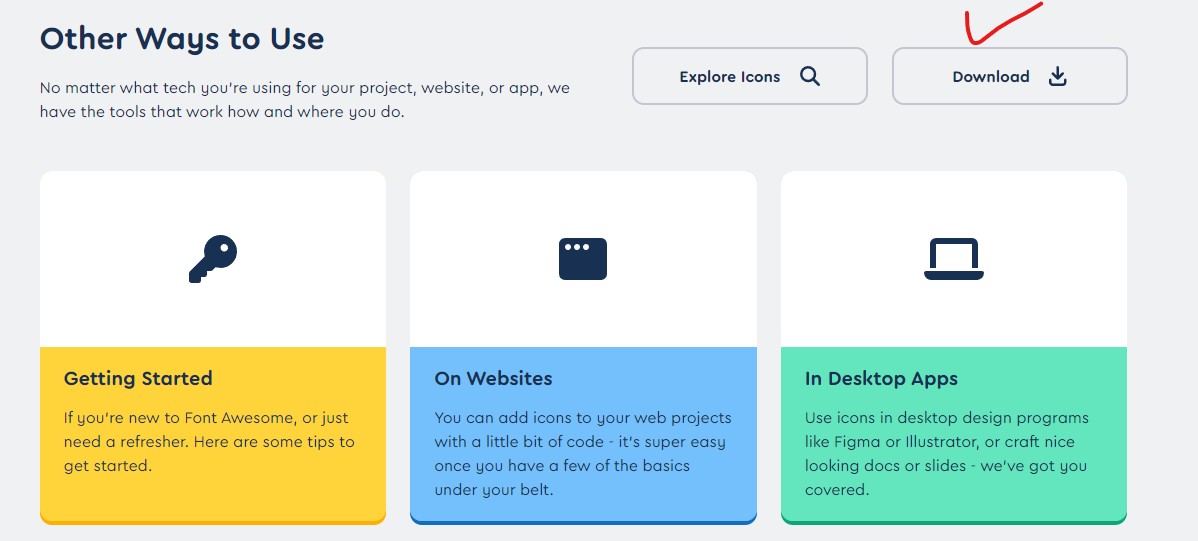 Other Ways to Use
No matter what tech you're using for your project, website, or app, we
have the tools that work how and where you do.
Explore Icons
Download
Getting Started
If you're new to Font Awesome, or just
need a refresher. Here are some tips to
get started.
On Websites
You can add icons to your web projects
with a little bit of code - it's super easy
once you have a few of the basics
under your belt.
In Desktop Apps
Use icons in desktop design programs
like Figma or Illustrator, or craft nice
looking docs or slides - we've got you
covered.